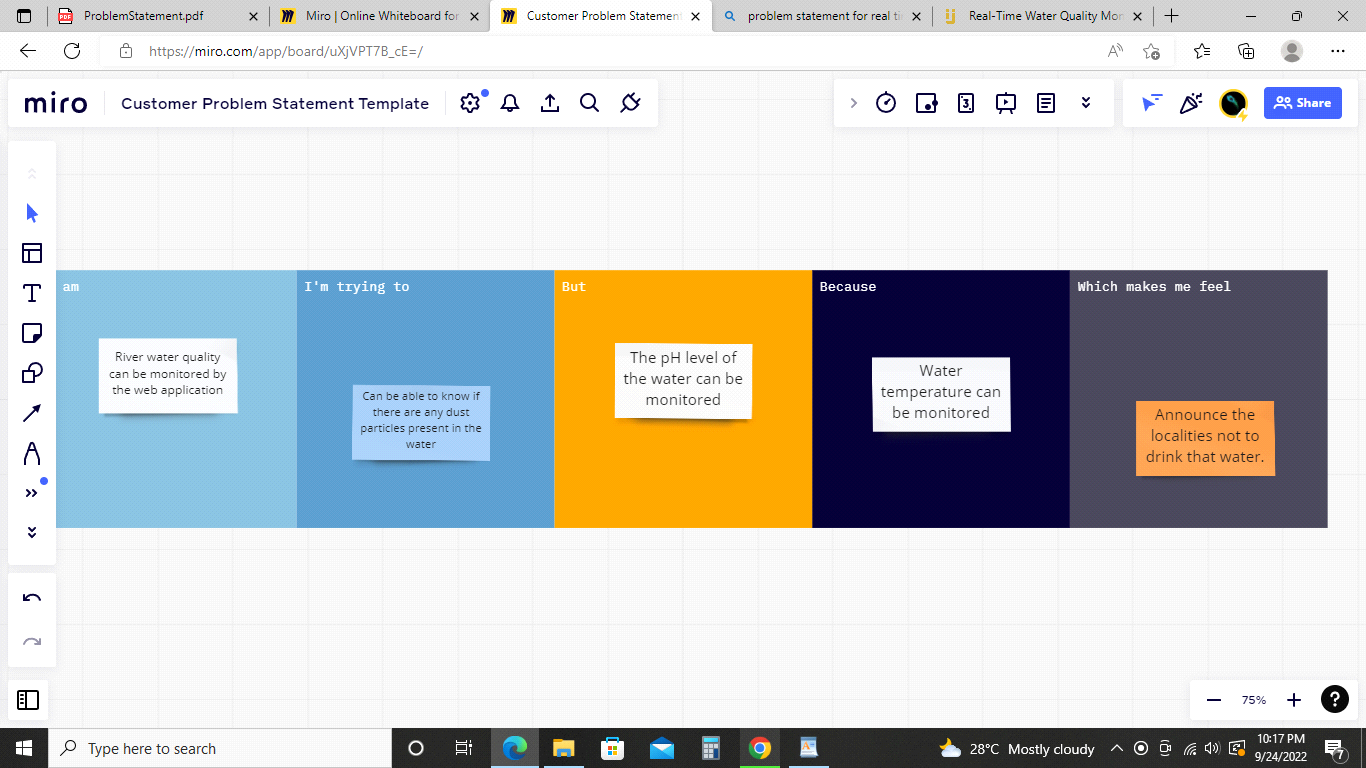 ProblemStatement.pdf
Miro | Online Whiteboard for
Customer Problem Statement
problem statement for real ti
Real-Time Water Quality Mon
https://miro.com/app/board/uXjVPT7B_cE=/
miro
Customer Problem Statement Template
Share
am
I'm trying to
But
Because
Which makes me feel
River water quality
can be monitored by
the web application
Can be able to know if
there are any dust
particles present in the
water
The pH level of
the water can be
monitored
Water
temperature can
be monitored
Announce the
localities not to
drink that water.
75%
?
Type here to search
28°C Mostly cloudy
10:17 PM
9/24/2022
7